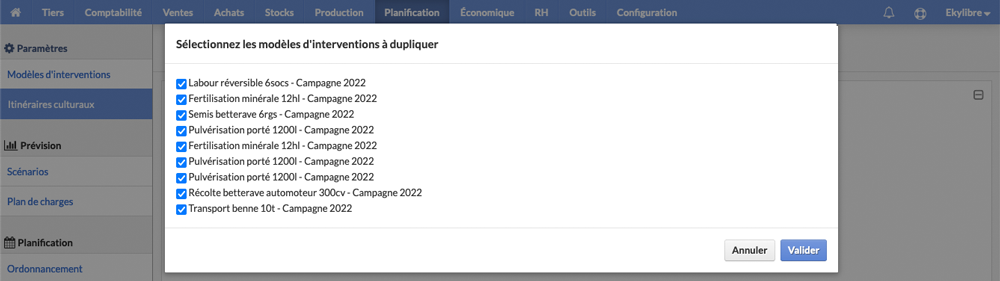 Tiers Comptabilité Ventes Achats Stocks Production Planification Économique RH Outils Configuration Ekylibre
Paramètres
Modèles d'interventions
Itinéraires culturaux
Prévision
Scénarios
Plan de charges
Planification
Ordonnancement
Sélectionnez les modèles d'interventions à dupliquer
Labour réversible 6socs - Campagne 2022
Fertilisation minérale 12hl - Campagne 2022
Semis betterave 6rgs - Campagne 2022
Pulvérisation porté 1200l - Campagne 2022
Fertilisation minérale 12hl - Campagne 2022
Pulvérisation porté 1200l - Campagne 2022
Pulvérisation porté 1200l - Campagne 2022
Récolte betterave automoteur 300cv - Campagne 2022
Transport benne 10t - Campagne 2022
Annuler Valider